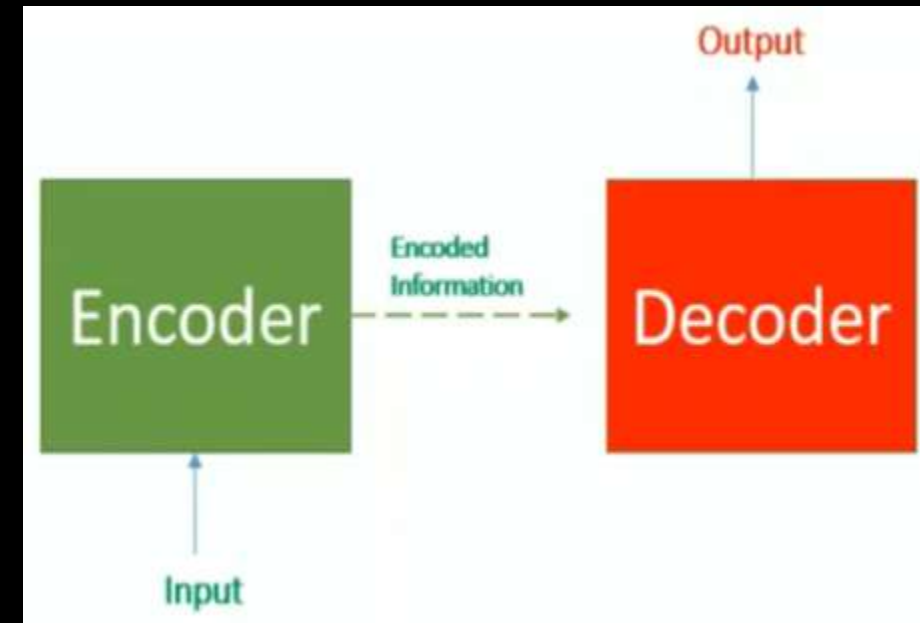 Output
Encoder
Encoded
Information
Decoder
Input